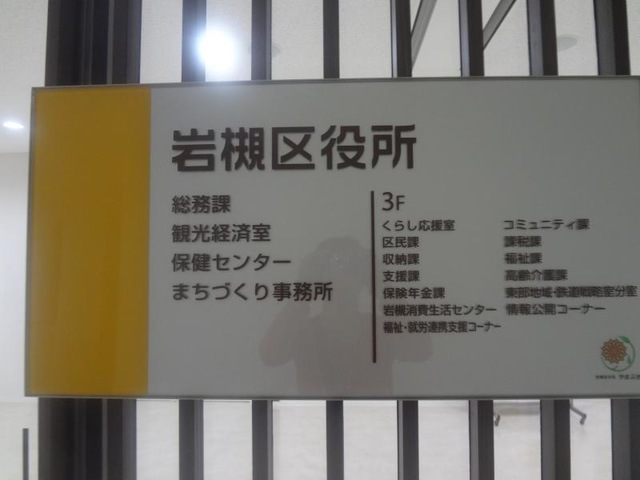 岩槻区役所
総務課
観光経済室
保健センター
まちづくり事務所
3F
くらし応援室
区民課
収納課
支援課
保険年金課
岩槻消費生活センター
福祉・就労連携支援コーナー
コミュニティ課
課税課
福祉課
高齢介護課
東部地域・鉄道戦略室分室
情報公開コーナー